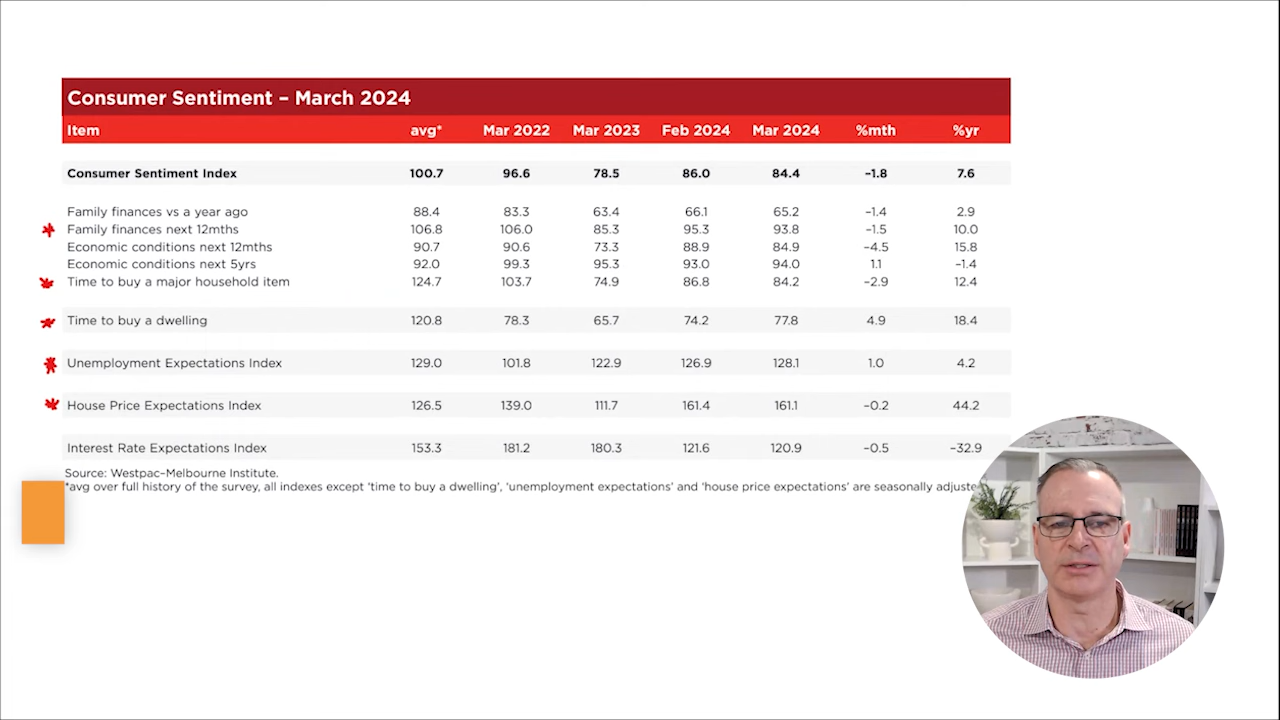 Consumer Sentiment – March 2024
Item avg* Mar 2022 Mar 2023 Feb 2024 Mar 2024 %mth %yr
Consumer Sentiment Index 100.7 96.6 78.5 86.0 84.4 –1.8 7.6
Family finances vs a year ago 88.4 83.3 63.4 66.1 65.2 –1.4 2.9
Family finances next 12mths 106.8 106.0 85.3 95.3 93.8 –1.5 10.0
Economic conditions next 12mths 90.7 90.6 73.3 88.9 84.9 –4.5 15.8
Economic conditions next 5yrs 92.0 99.3 95.3 93.0 94.0 1.1 –1.4
Time to buy a major household item 124.7 103.7 74.9 86.8 84.2 –2.9 12.4
Time to buy a dwelling 120.8 78.3 65.7 74.2 77.8 4.9 18.4
Unemployment Expectations Index 129.0 101.8 122.9 126.9 128.1 1.0 4.2
House Price Expectations Index 126.5 139.0 111.7 161.4 161.1 –0.2 44.2
Interest Rate Expectations Index 153.3 181.2 180.3 121.6 120.9 –0.5 –32.9
Source: Westpac–Melbourne Institute.
*avg over full history of the survey, all indexes except ‘time to buy a dwelling’, ‘unemployment expectations’ and ‘house price expectations’ are seasonally